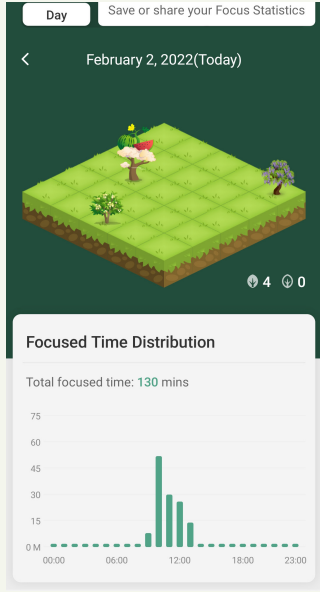 Day
Save or share your Focus Statistics
February 2, 2022(Today)
4 0
Focused Time Distribution
Total focused time: 130 mins
75
60
45
30
15
0 M
00:00 06:00 12:00 18:00 23:00